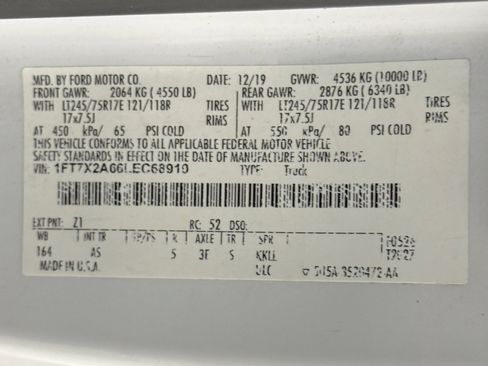 MFD. BY FORD MOTOR CO. DATE: 12/19 GVWR: 4536 KG (10000 LB)
FRONT GAWR: 2064 KG (4550 LB) REAR GAWR: 2876 KG (6340 LB)
WITH LT245/75R17E 121/118R TIRES WITH LT245/75R17E 121/118R TIRES
17x7.5J RIMS 17x7.5J RIMS
AT 450 kPa/ 65 PSI COLD AT 550 kPa/ 80 PSI COLD
THIS VEHICLE CONFORMS TO ALL APPLICABLE FEDERAL MOTOR VEHICLE
SAFETY STANDARDS IN EFFECT ON THE DATE OF MANUFACTURE SHOWN ABOVE.
VIN: 1FT7X2A66LEC68910 TYPE: Truck
EXT PNT: Z1 RC: 52 DSO:
WB INT TR TP/PS R AXLE TR SPR
164 AS 5 3E S KKLL
MADE IN U.S.A. ULC